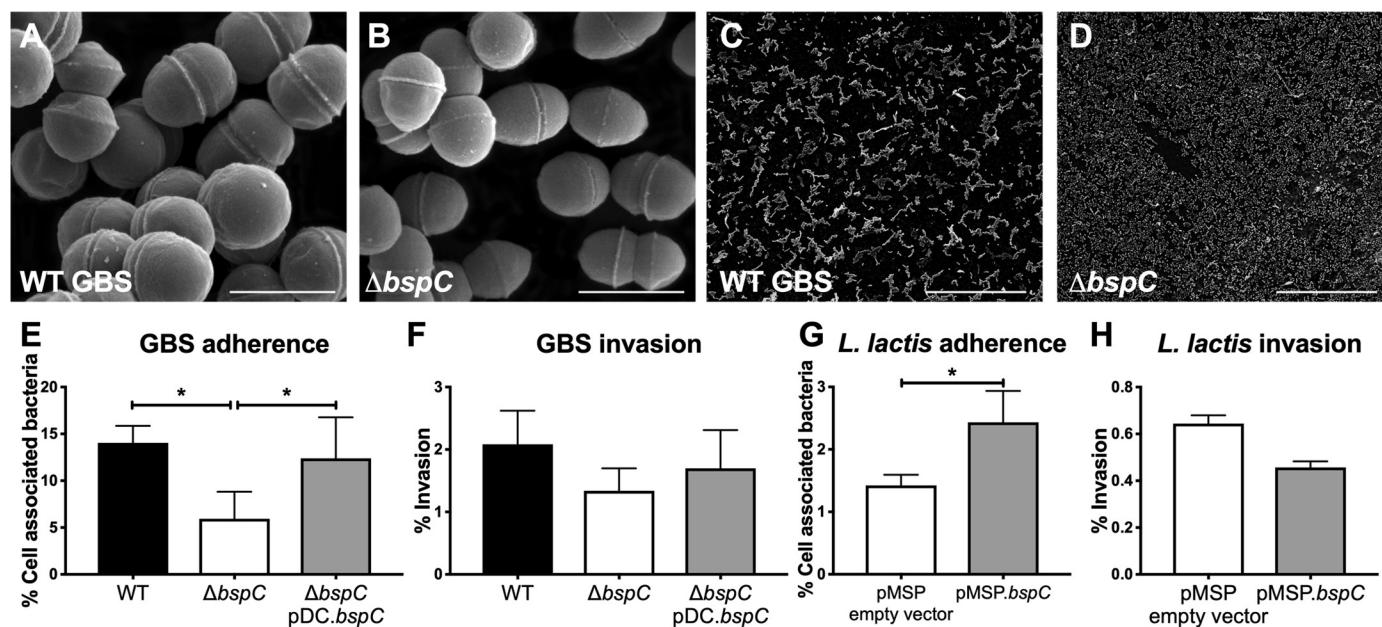 A
WT GBS
B
ΔbspC
C
WT GBS
D
ΔbspC
E
GBS adherence
% Cell associated bacteria
20
15
10
5
0
*
*
WT
ΔbspC
ΔbspC
pDC.bspC
F
GBS invasion
% Invasion
3
2
1
0
WT
ΔbspC
ΔbspC
pDC.bspC
G
L. lactis adherence
% Cell associated bacteria
3
2
1
0
*
pMSP
empty vector
pMSP.bspC
H
L. lactis invasion
% Invasion
0.8
0.6
0.4
0.2
0.0
pMSP
empty vector
pMSP.bspC